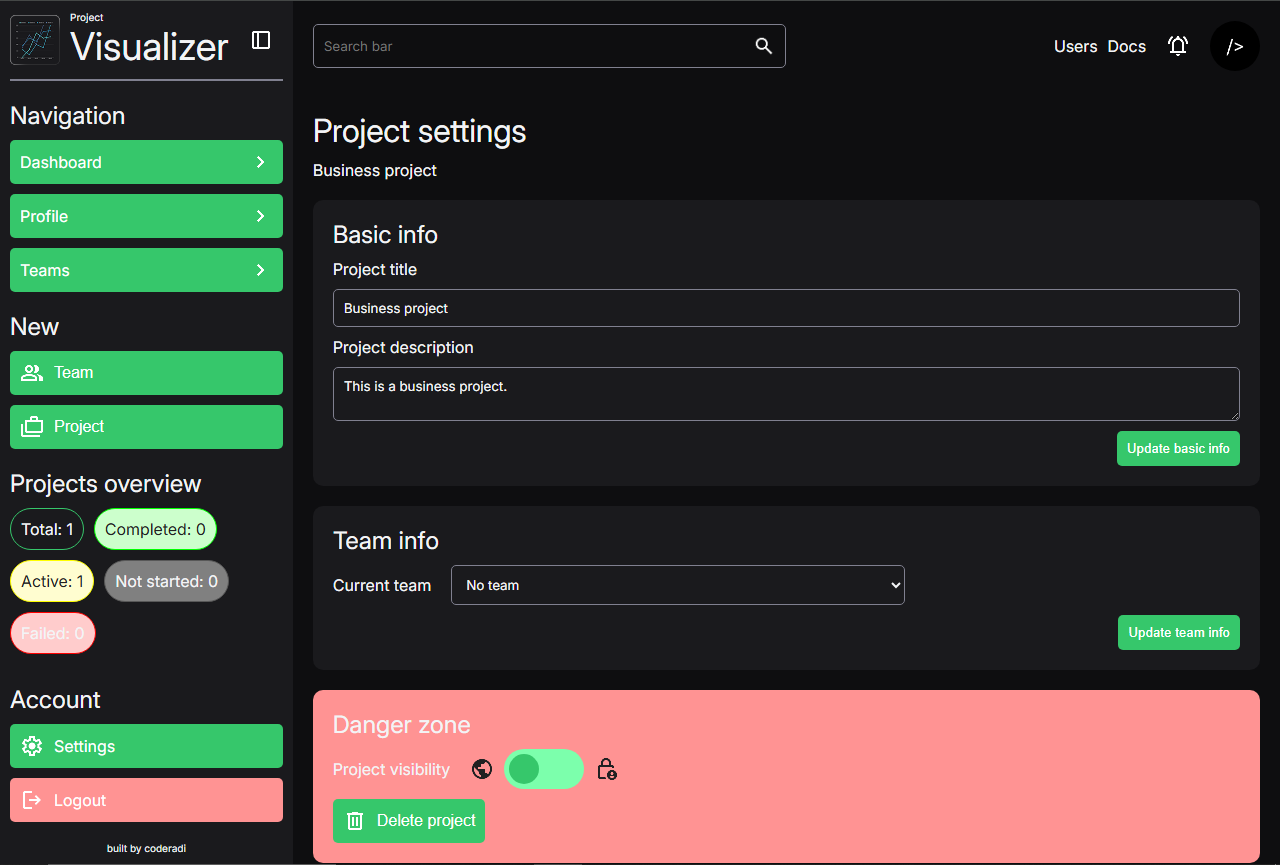 Project
Visualizer
Navigation
Dashboard
Profile
Teams
New
Team
Project
Projects overview
Total: 1
Completed: 0
Active: 1
Not started: 0
Failed: 0
Account
Settings
Logout
built by coderadi
Search bar
Users
Docs
/>
Project settings
Business project
Basic info
Project title
Business project
Project description
This is a business project.
Update basic info
Team info
Current team
No team
Update team info
Danger zone
Project visibility
Delete project